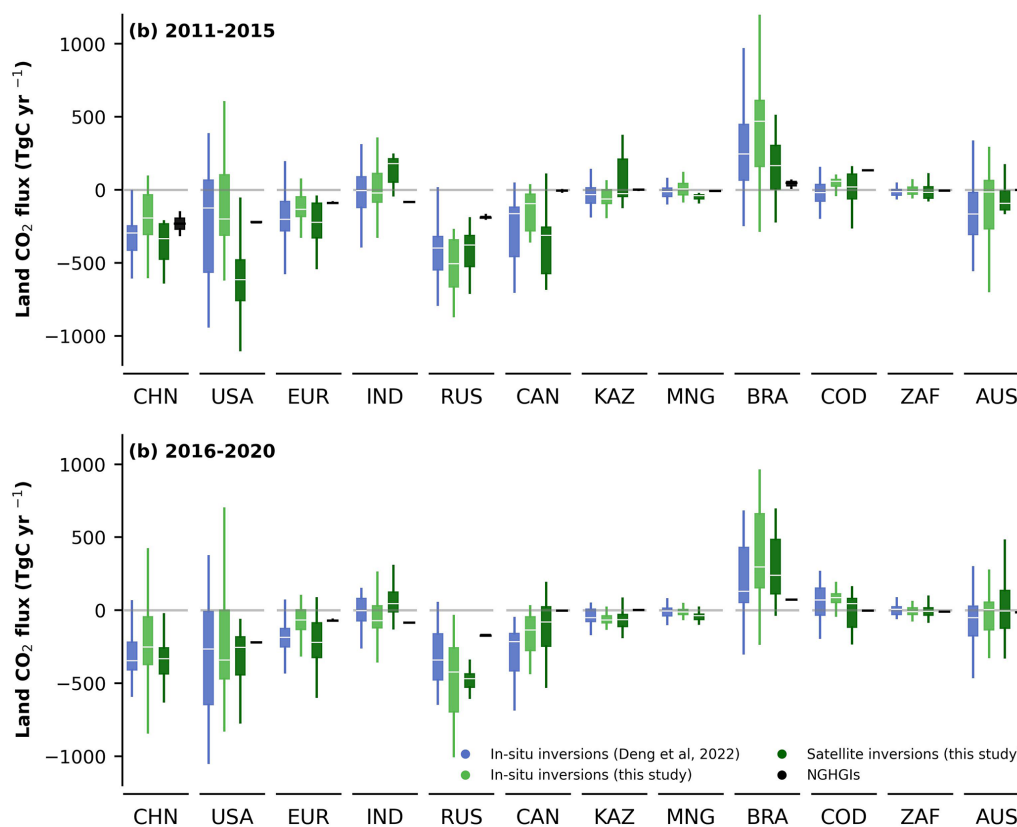 (b) 2011-2015
1000
500
0
−500
−1000
Land CO2 flux (TgC yr −1)
CHN USA EUR IND RUS CAN KAZ MNG BRA COD ZAF AUS
(b) 2016-2020
1000
500
0
−500
−1000
Land CO2 flux (TgC yr −1)
In-situ inversions (Deng et al, 2022) Satellite inversions (this study
In-situ inversions (this study) NGHGIs
CHN USA EUR IND RUS CAN KAZ MNG BRA COD ZAF AUS